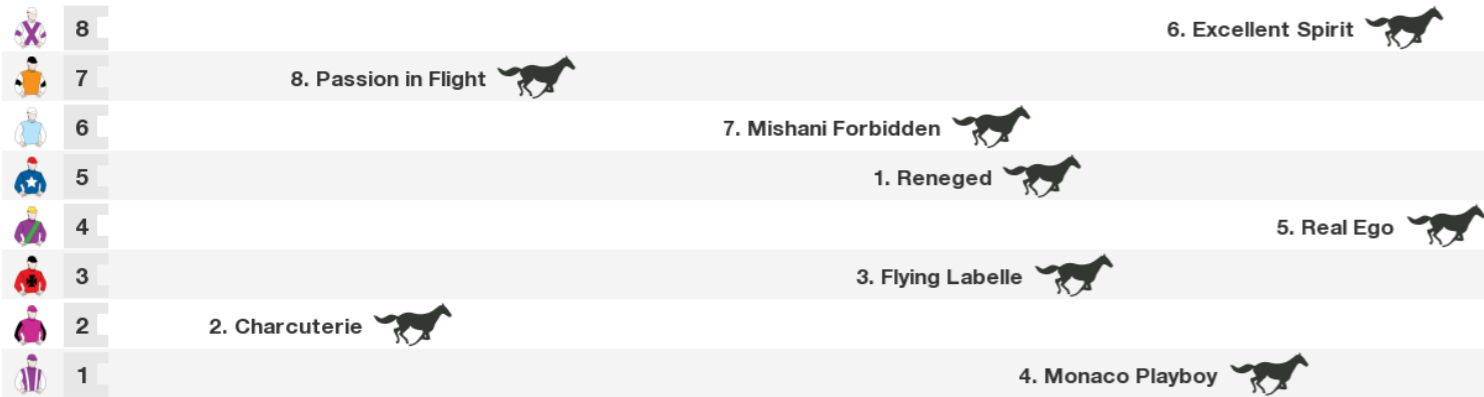 8 6. Excellent Spirit
7 8. Passion in Flight
6 7. Mishani Forbidden
5 1. Reneged
4 5. Real Ego
3 3. Flying Labelle
2 2. Charcuterie
1 4. Monaco Playboy